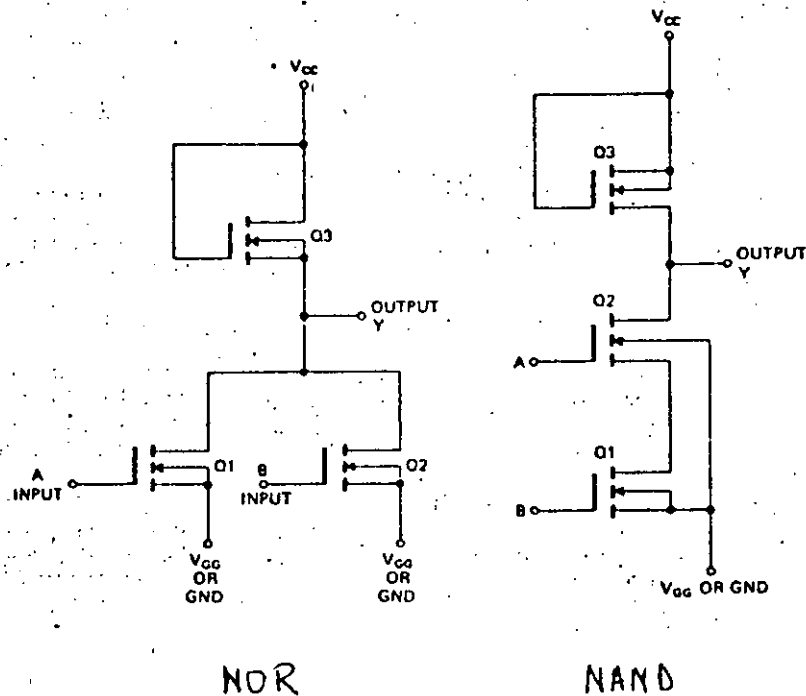 VCC
Q3
OUTPUT
Y
A
INPUT
Q1
B
INPUT
Q2
VGG
OR
GND
VGG
OR
GND
NOR
VCC
Q3
OUTPUT
Y
Q2
A
Q1
B
VGG OR GND
NAND